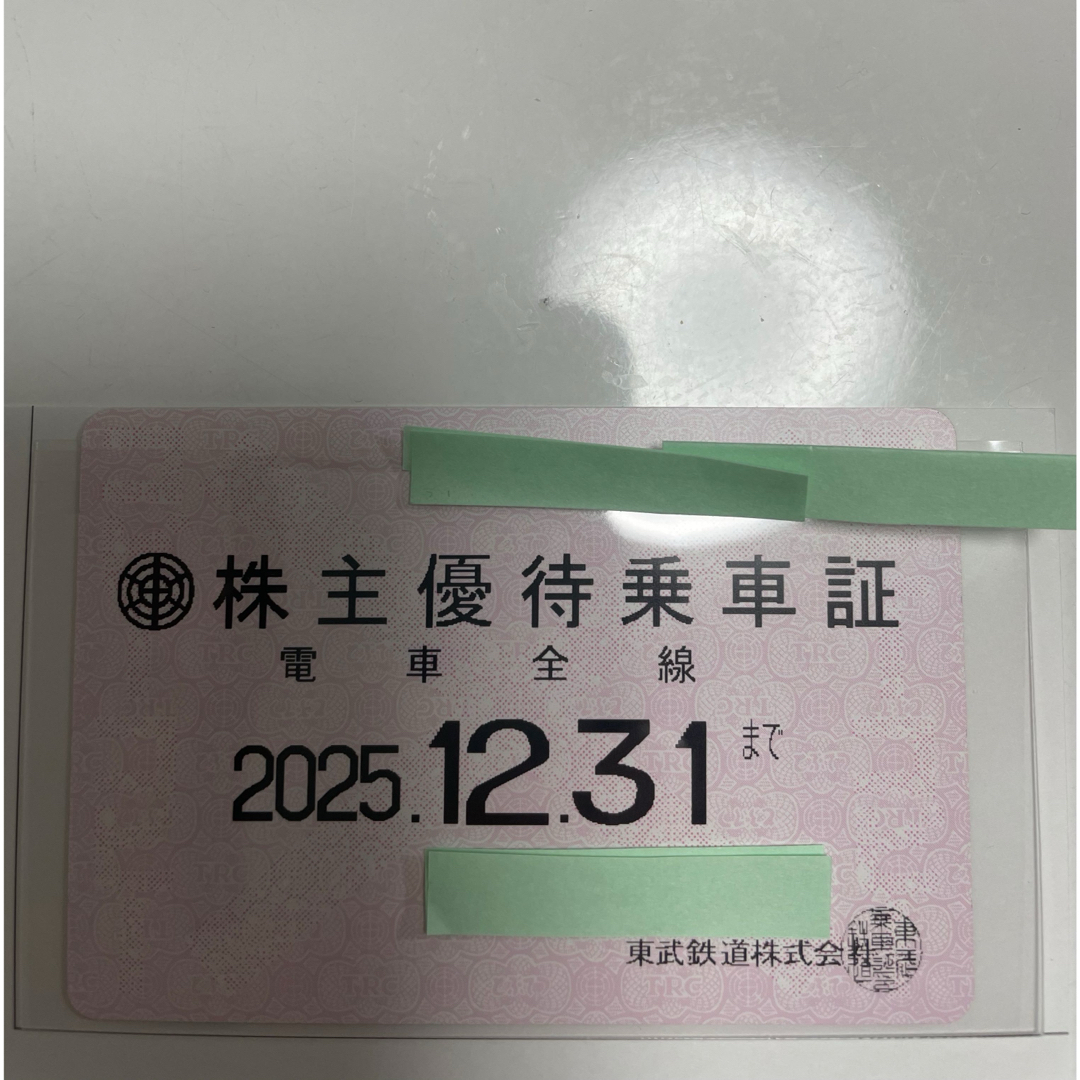 株主優待乗車証
電車全線
2025.12.31まで
東武鉄道株式会社